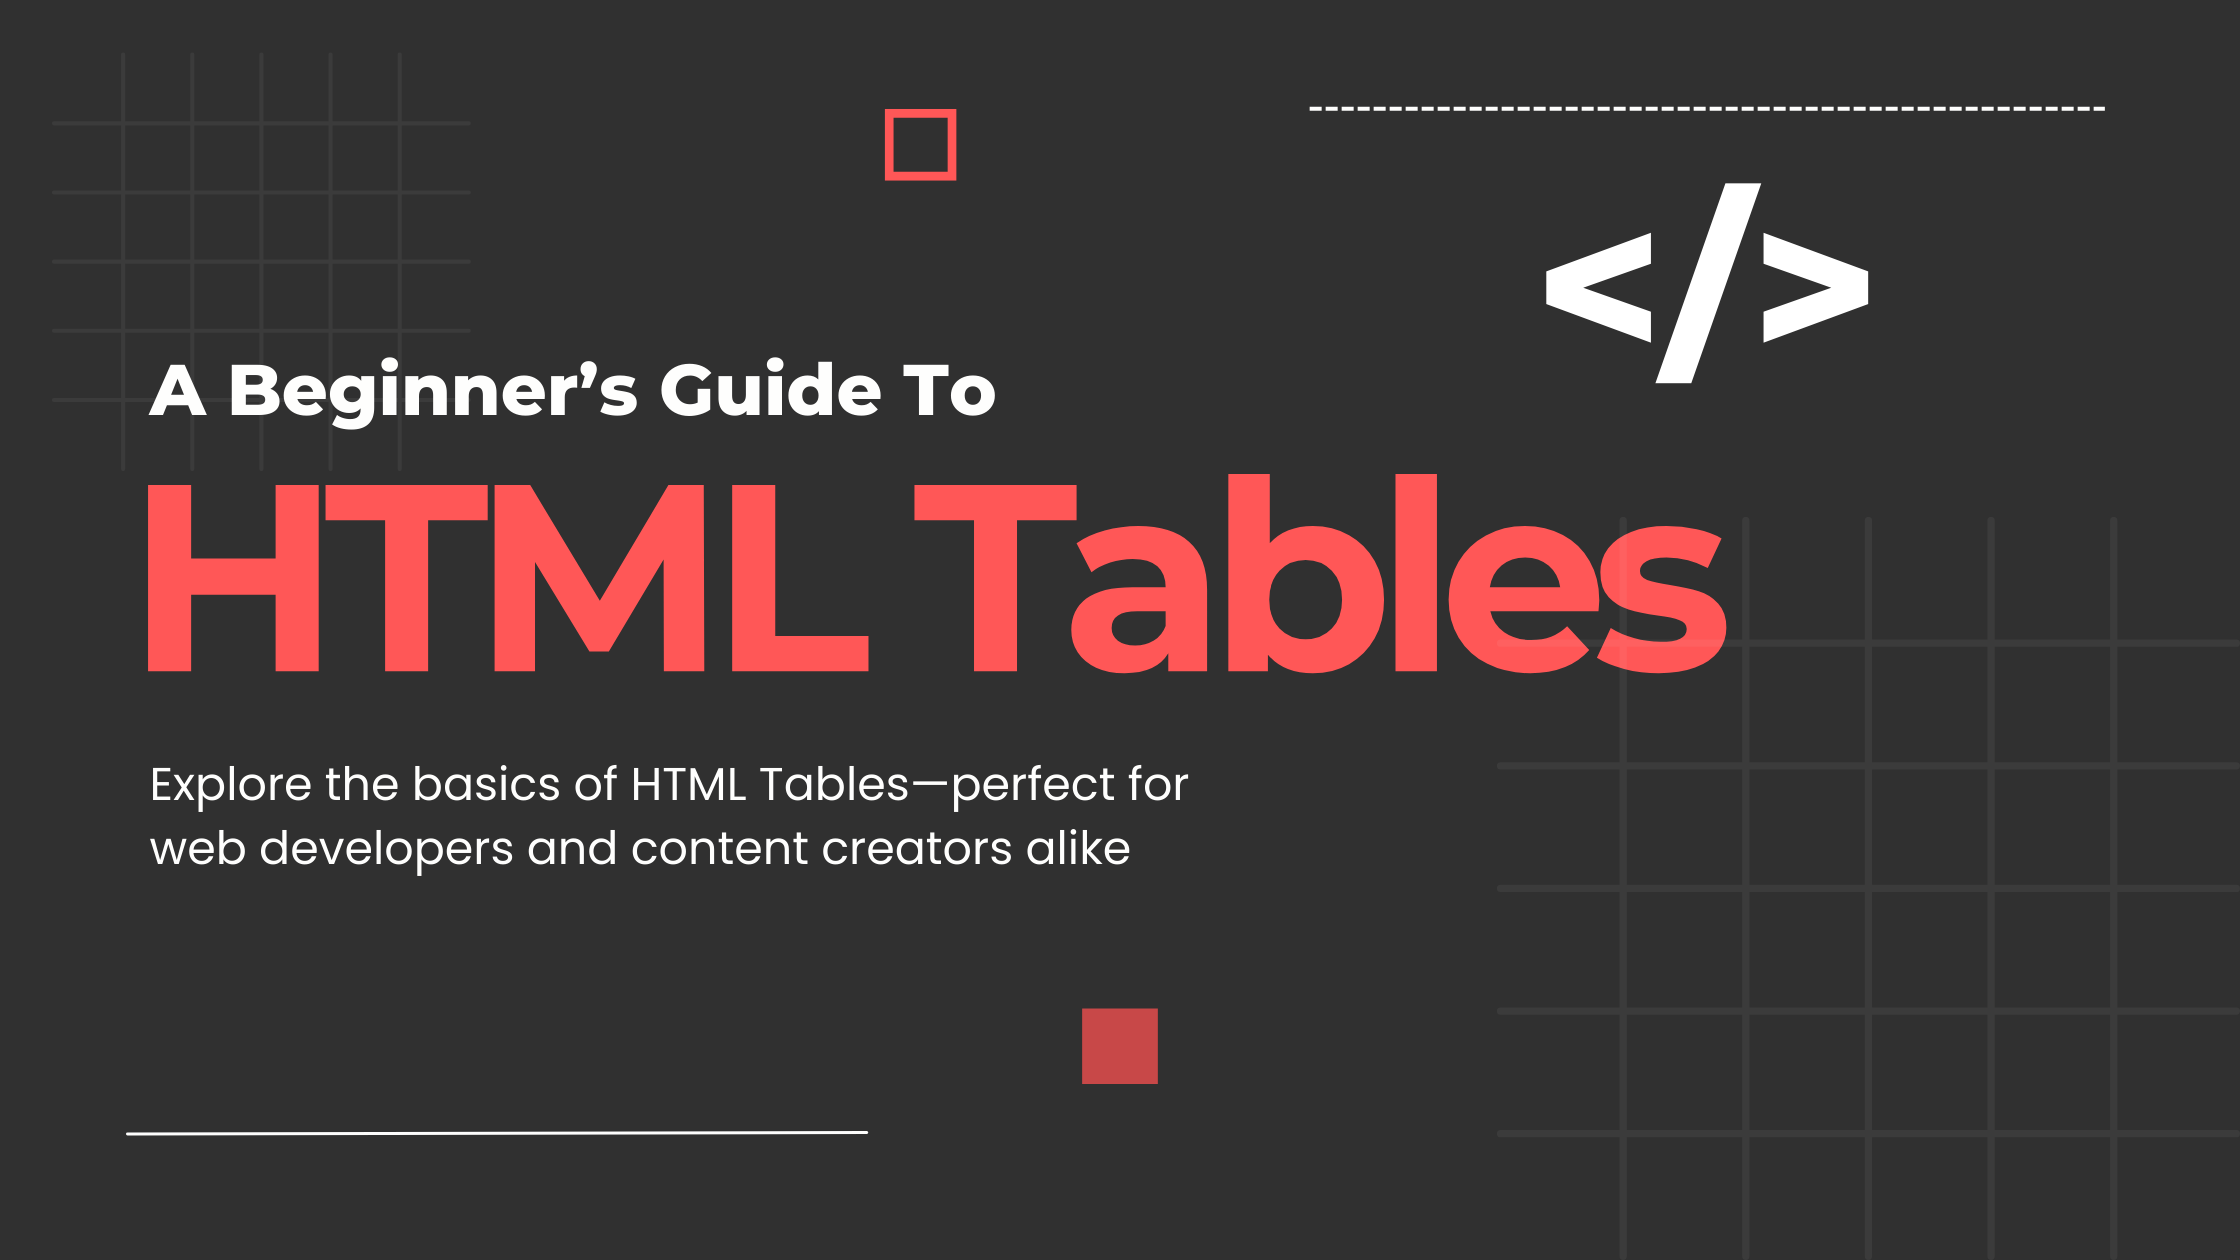 </>
A Beginner’s Guide To
HTML Tables
Explore the basics of HTML Tables—perfect for
web developers and content creators alike